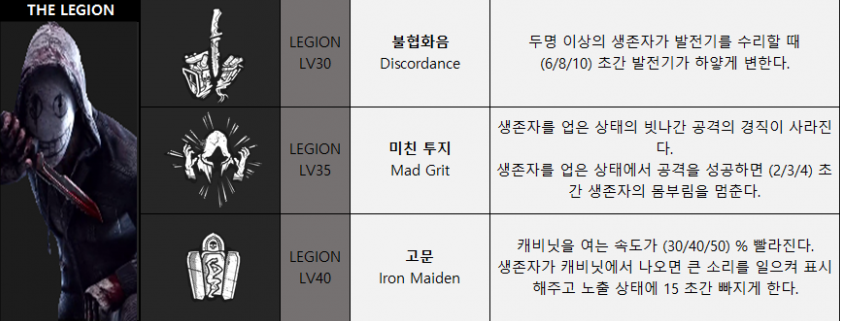 THE LEGION
LEGION
LV30
불협화음
Discordance
두명 이상의 생존자가 발전기를 수리할 때
(6/8/10) 초간 발전기가 하얗게 변한다.
LEGION
LV35
미친 투지
Mad Grit
생존자를 업은 상태의 빗나간 공격의 경직이 사라진
다.
생존자를 업은 상태에서 공격을 성공하면 (2/3/4) 초
간 생존자의 몸부림을 멈춘다.
LEGION
LV40
고문
Iron Maiden
캐비닛을 여는 속도가 (30/40/50) % 빨라진다.
생존자가 캐비닛에서 나오면 큰 소리를 일으켜 표시
해주고 노출 상태에 15 초간 빠지게 한다.